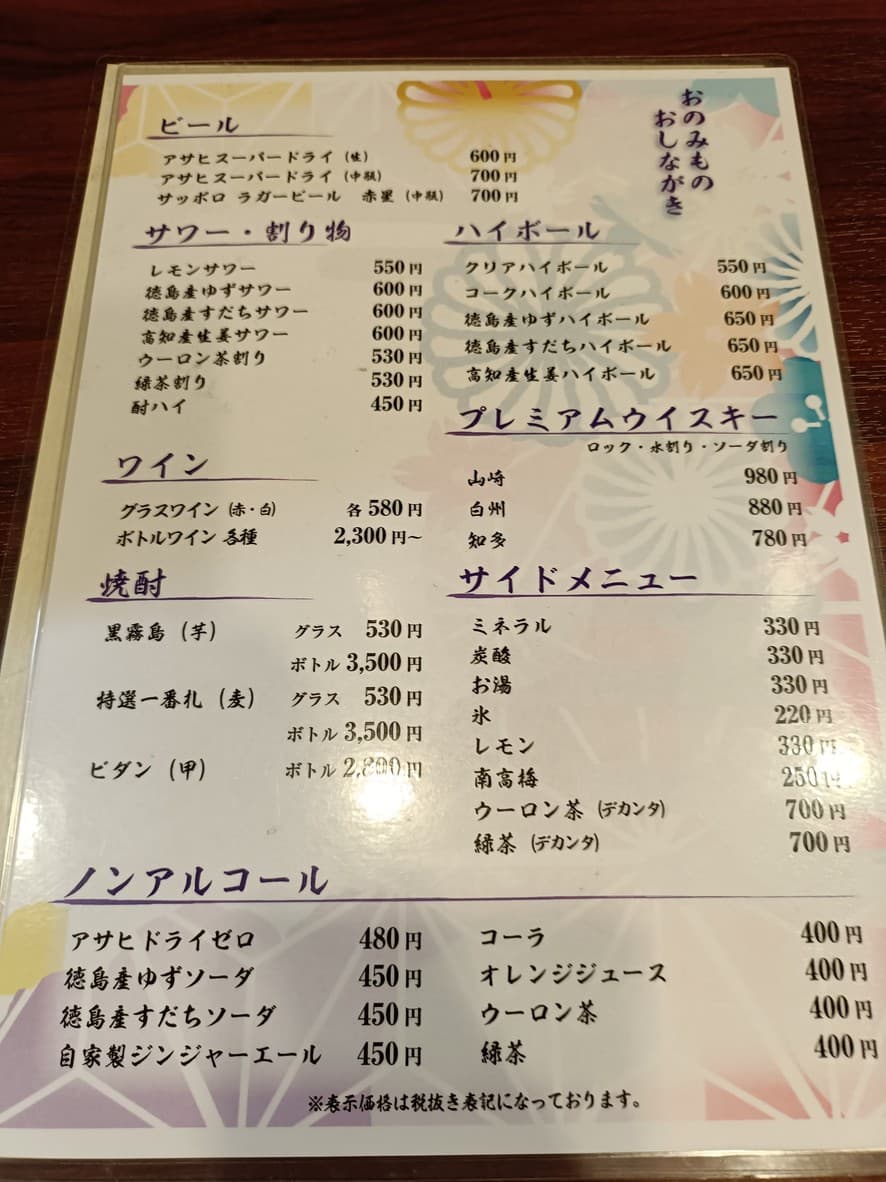 おのみもの
おしながき
ビール
アサヒスーパードライ（生） 600円
アサヒスーパードライ（中瓶） 700円
サッポロ ラガービール 赤星（中瓶） 700円
サワー・割り物
レモンサワー 550円
徳島産ゆずサワー 600円
徳島産すだちサワー 600円
高知産生姜サワー 600円
ウーロン茶割り 530円
緑茶割り 530円
酎ハイ 450円
ワイン
グラスワイン（赤・白） 各580円
ボトルワイン 各種 2,300円～
焼酎
黒霧島（芋） グラス 530円
ボトル 3,500円
特選一番札（麦） グラス 530円
ボトル 3,500円
ビダン（甲） ボトル 2,800円
ハイボール
クリアハイボール 550円
コークハイボール 600円
徳島産ゆずハイボール 650円
徳島産すだちハイボール 650円
高知産生姜ハイボール 650円
プレミアムウイスキー
ロック・水割り・ソーダ割り
山崎 980円
白州 880円
知多 780円
サイドメニュー
ミネラル 330円
炭酸 330円
お湯 330円
氷 220円
レモン 330円
南高梅 250円
ウーロン茶（デカンタ） 700円
緑茶（デカンタ） 700円
ノンアルコール
アサヒドライゼロ 480円
徳島産ゆずソーダ 450円
徳島産すだちソーダ 450円
自家製ジンジャーエール 450円
コーラ 400円
オレンジジュース 400円
ウーロン茶 400円
緑茶 400円
※表示価格は税抜き表記になっております。